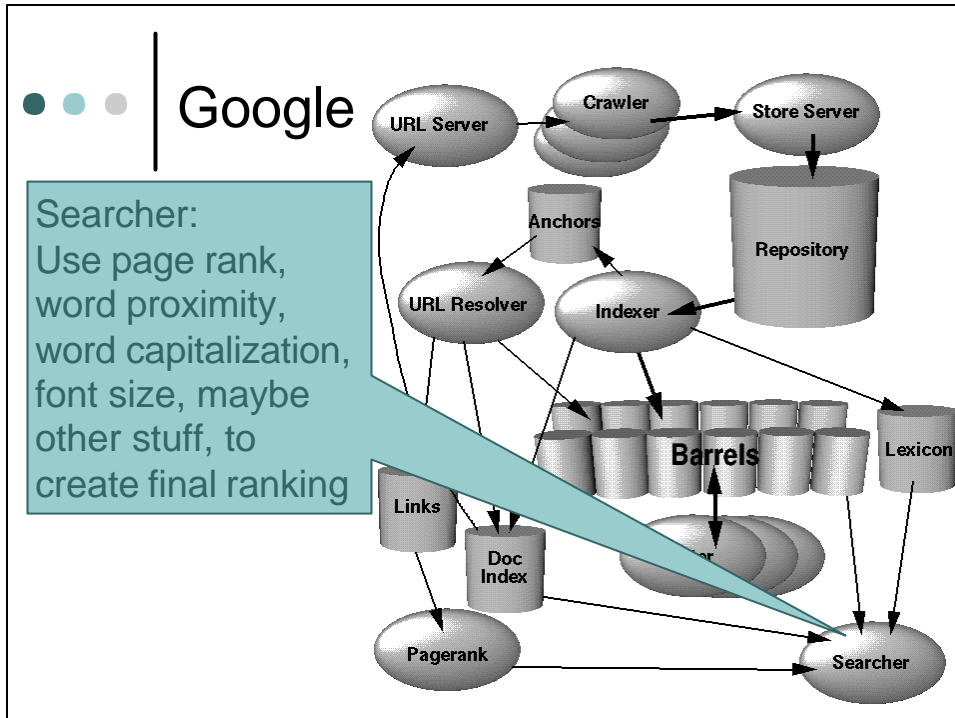 Google
URL Server
Crawler
Store Server
Searcher:
Use page rank,
word proximity,
word capitalization,
font size, maybe
other stuff, to
create final ranking
Anchors
Repository
URL Resolver
Indexer
Barrels
Lexicon
Links
Doc
Index
Pagerank
Searcher